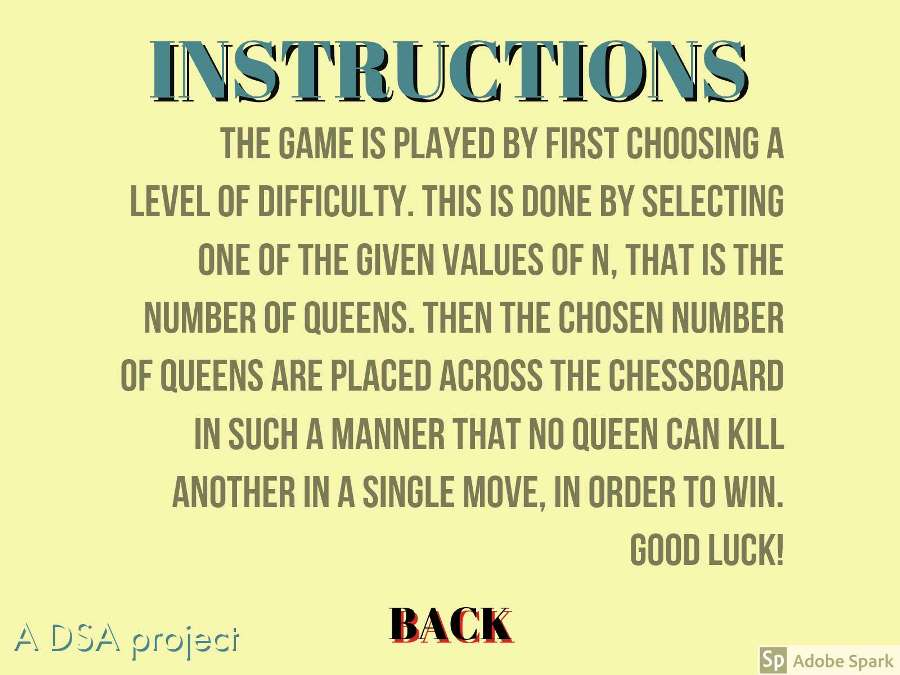 INSTRUCTIONS
THE GAME IS PLAYED BY FIRST CHOOSING A
LEVEL OF DIFFICULTY. THIS IS DONE BY SELECTING
ONE OF THE GIVEN VALUES OF N, THAT IS THE
NUMBER OF QUEENS. THEN THE CHOSEN NUMBER
OF QUEENS ARE PLACED ACROSS THE CHESSBOARD
IN SUCH A MANNER THAT NO QUEEN CAN KILL
ANOTHER IN A SINGLE MOVE, IN ORDER TO WIN.
GOOD LUCK!
BACK
A DSA project
Sp Adobe Spark